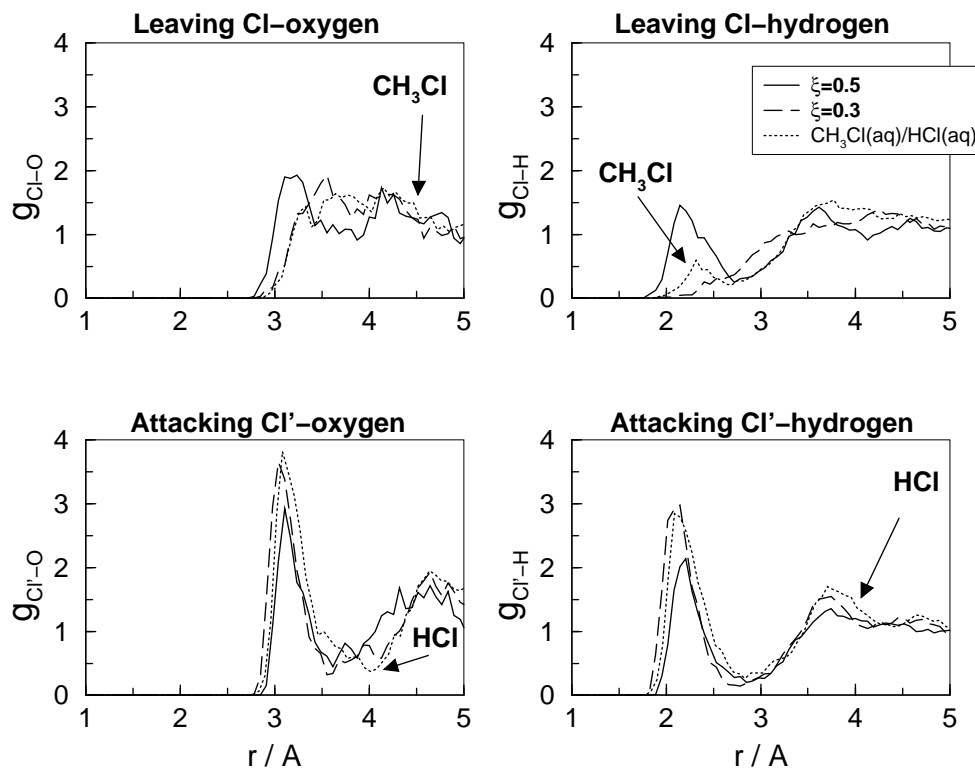 Leaving Cl−oxygen
4
3
2
1
0
g_Cl−O
CH₃Cl
1 2 3 4 5
Leaving Cl−hydrogen
4
3
2
1
0
g_Cl−H
ξ=0.5
ξ=0.3
CH₃Cl(aq)/HCl(aq)
CH₃Cl
1 2 3 4 5
Attacking Cl’−oxygen
4
3
2
1
0
g_Cl’−O
HCl
1 2 3 4 5
r / A
Attacking Cl’−hydrogen
4
3
2
1
0
g_Cl’−H
HCl
1 2 3 4 5
r / A